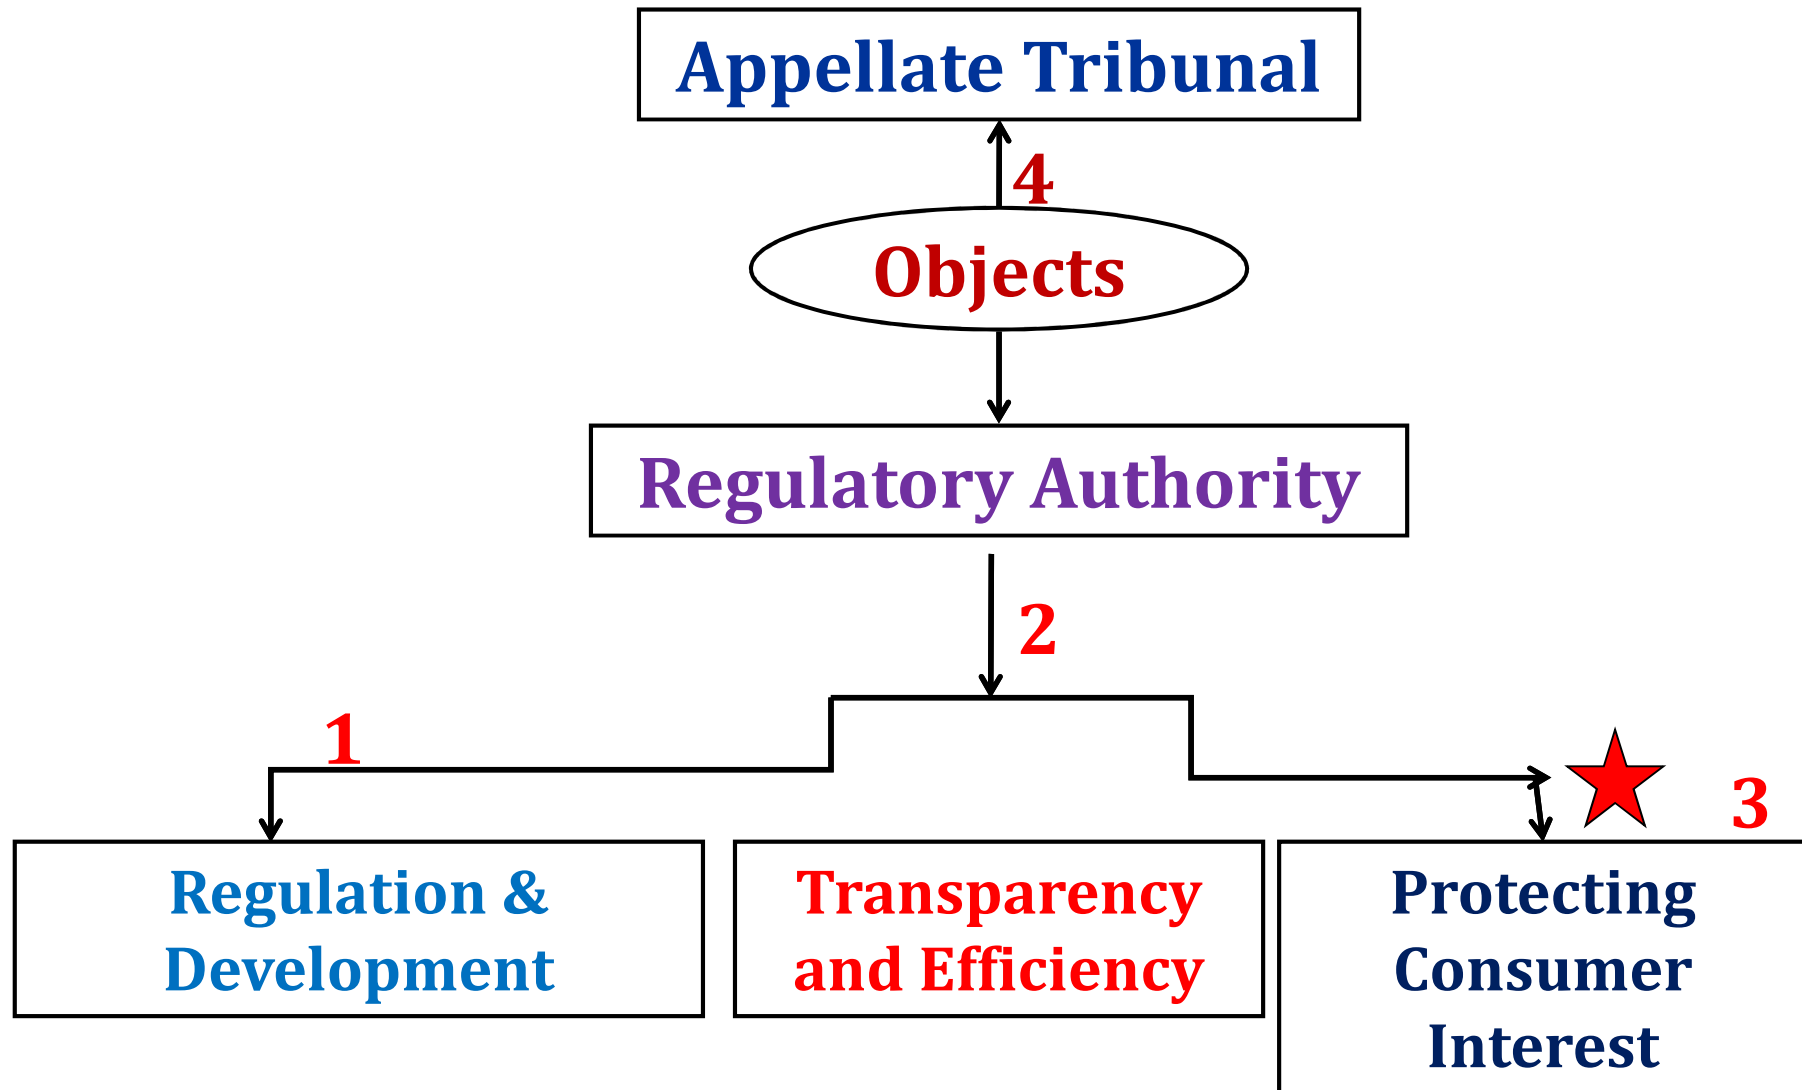 Appellate Tribunal
4
Objects
Regulatory Authority
2
1
3
Regulation &
Development
Transparency
and Efficiency
Protecting
Consumer
Interest